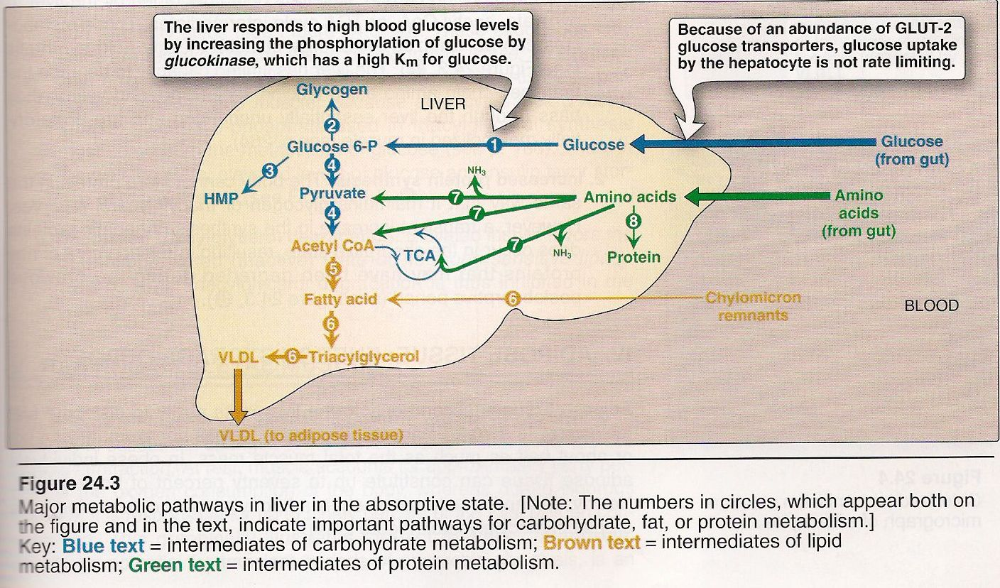 The liver responds to high blood glucose levels
by increasing the phosphorylation of glucose by
glucokinase, which has a high Km for glucose.
Because of an abundance of GLUT-2
glucose transporters, glucose uptake
by the hepatocyte is not rate limiting.
Glycogen
LIVER
2
Glucose 6-P
1
Glucose
Glucose
(from gut)
3
4
HMP
NH3
Pyruvate
7
Amino acids
Amino
acids
(from gut)
4
7
8
Acetyl CoA
TCA
7
NH3
Protein
5
Fatty acid
6
Chylomicron
remnants
BLOOD
6
VLDL
6
Triacylglycerol
VLDL (to adipose tissue)
Figure 24.3
Major metabolic pathways in liver in the absorptive state. [Note: The numbers in circles, which appear both on
the figure and in the text, indicate important pathways for carbohydrate, fat, or protein metabolism.]
Key: Blue text = intermediates of carbohydrate metabolism; Brown text = intermediates of lipid
metabolism; Green text = intermediates of protein metabolism.